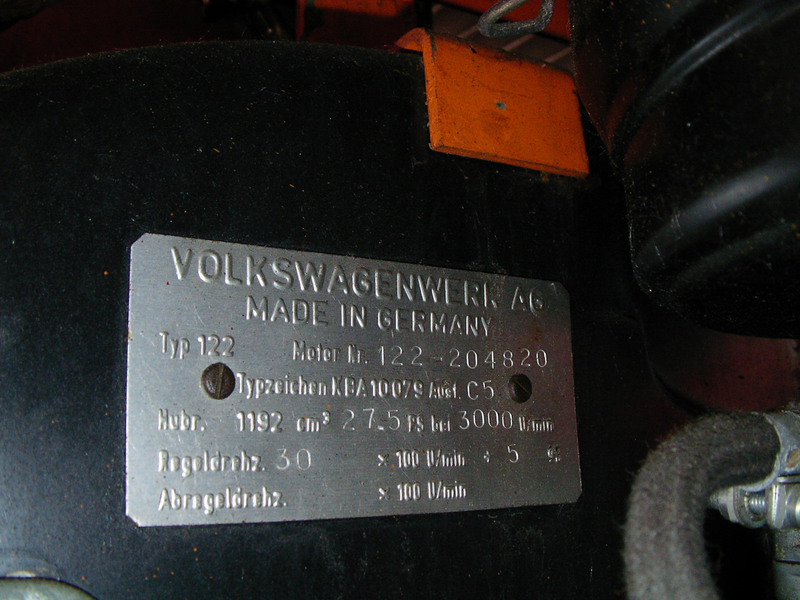 VOLKSWAGENWERK AG
MADE IN GERMANY
Typ 122 Motor Nr. 122-204820
Typzeichen KBA 10079 Ausf. C5
Hubr. 1192 cm³ 27.5 PS bei 3000 U/min
Regeldrehz. 30 × 100 U/min + 5 %
Abregeldrehz. × 100 U/min